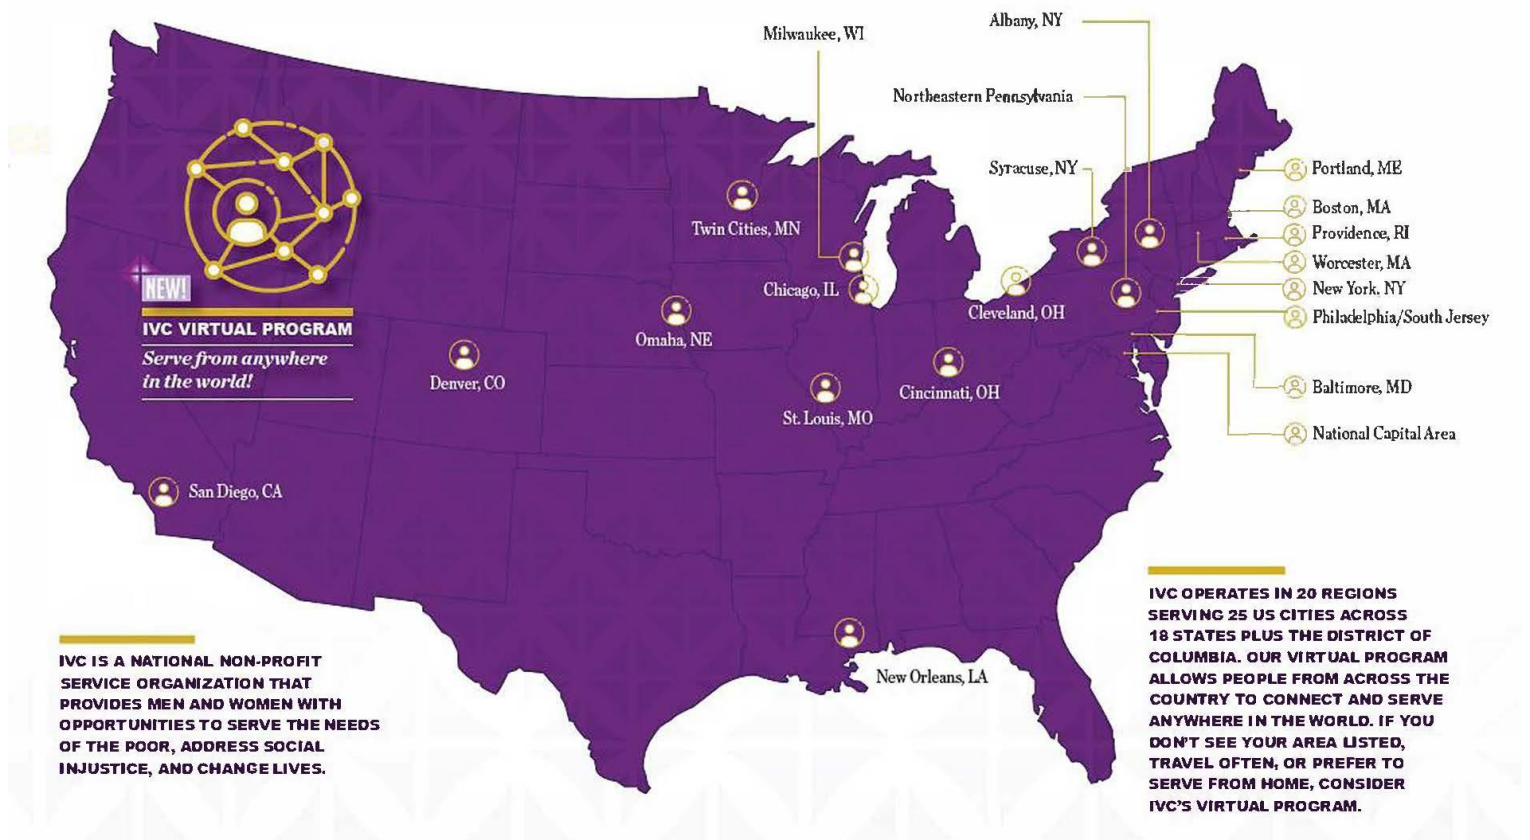 Albany, NY
Milwaukee, WI
Northeastern Pennsylvania
Syracuse, NY
Portland, ME
Boston, MA
Providence, RI
Worcester, MA
New York. NY
Philadelphia/South Jersey
Baltimore, MD
National Capital Area
Twin Cities, MN
Chicago, IL
Cleveland, OH
Omaha, NE
Denver, CO
Cincinnati, OH
St. Louis, MO
San Diego, CA
New Orleans, LA
NEW!
IVC VIRTUAL PROGRAM
Serve from anywhere
in the world!
IVC IS A NATIONAL NON-PROFIT
SERVICE ORGANIZATION THAT
PROVIDES MEN AND WOMEN WITH
OPPORTUNITIES TO SERVE THE NEEDS
OF THE POOR, ADDRESS SOCIAL
INJUSTICE, AND CHANGE LIVES.
IVC OPERATES IN 20 REGIONS
SERVING 25 US CITIES ACROSS
18 STATES PLUS THE DISTRICT OF
COLUMBIA. OUR VIRTUAL PROGRAM
ALLOWS PEOPLE FROM ACROSS THE
COUNTRY TO CONNECT AND SERVE
ANYWHERE IN THE WORLD. IF YOU
DON'T SEE YOUR AREA LISTED,
TRAVEL OFTEN, OR PREFER TO
SERVE FROM HOME, CONSIDER
IVC'S VIRTUAL PROGRAM.